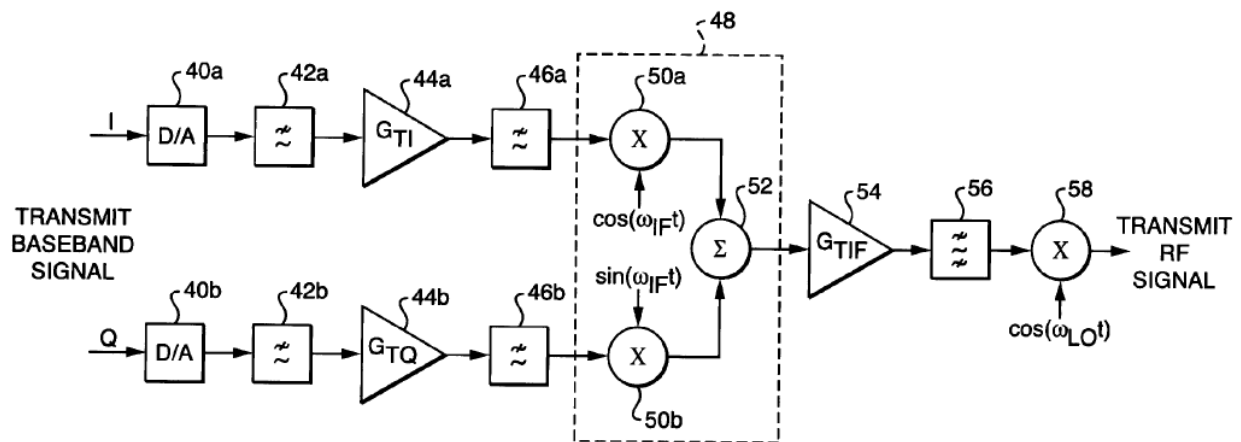 48
40a
42a
44a
46a
50a
I
D/A
G_TI
X
cos(ω_IF t)
52
54
56
58
TRANSMIT
BASEBAND
SIGNAL
Σ
G_TIF
X
TRANSMIT
RF
SIGNAL
sin(ω_IF t)
cos(ω_LO t)
40b
42b
44b
46b
Q
D/A
G_TQ
X
50b